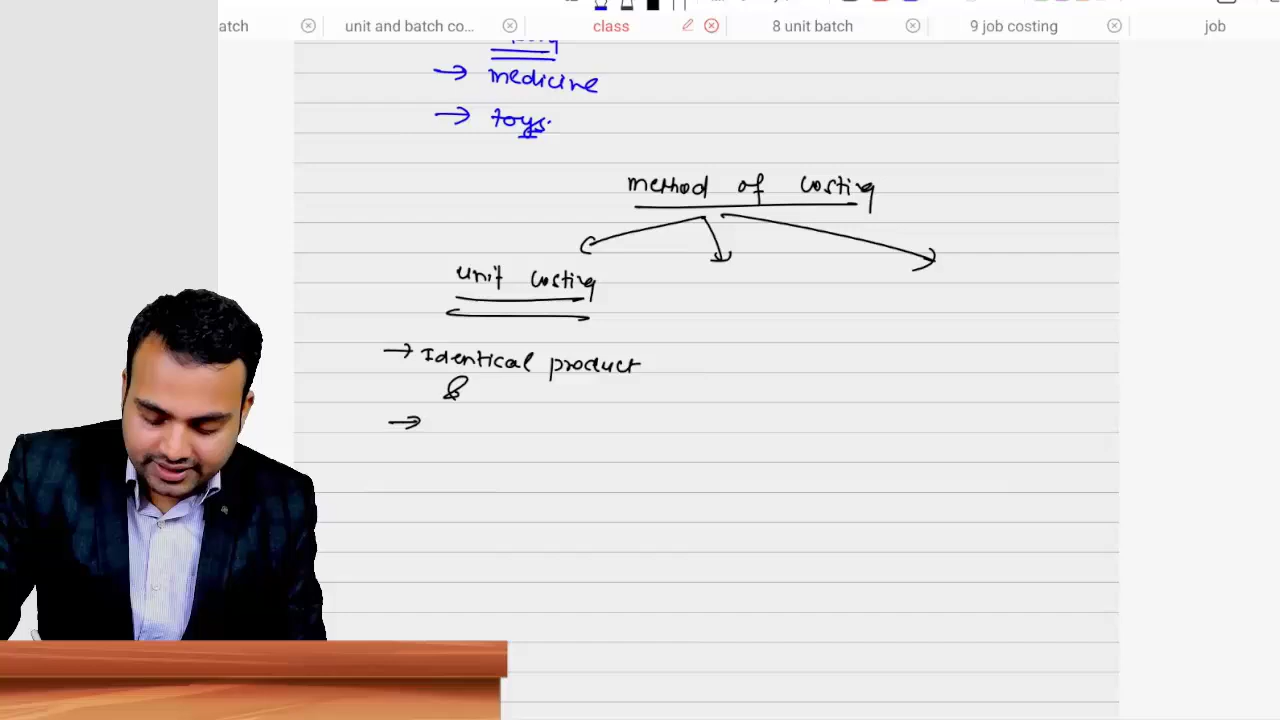 atch
unit and batch co...
class
8 unit batch
9 job costing
job
→ medicine
→ toys.
method of costing
unit costing
→ Identical product
&
→